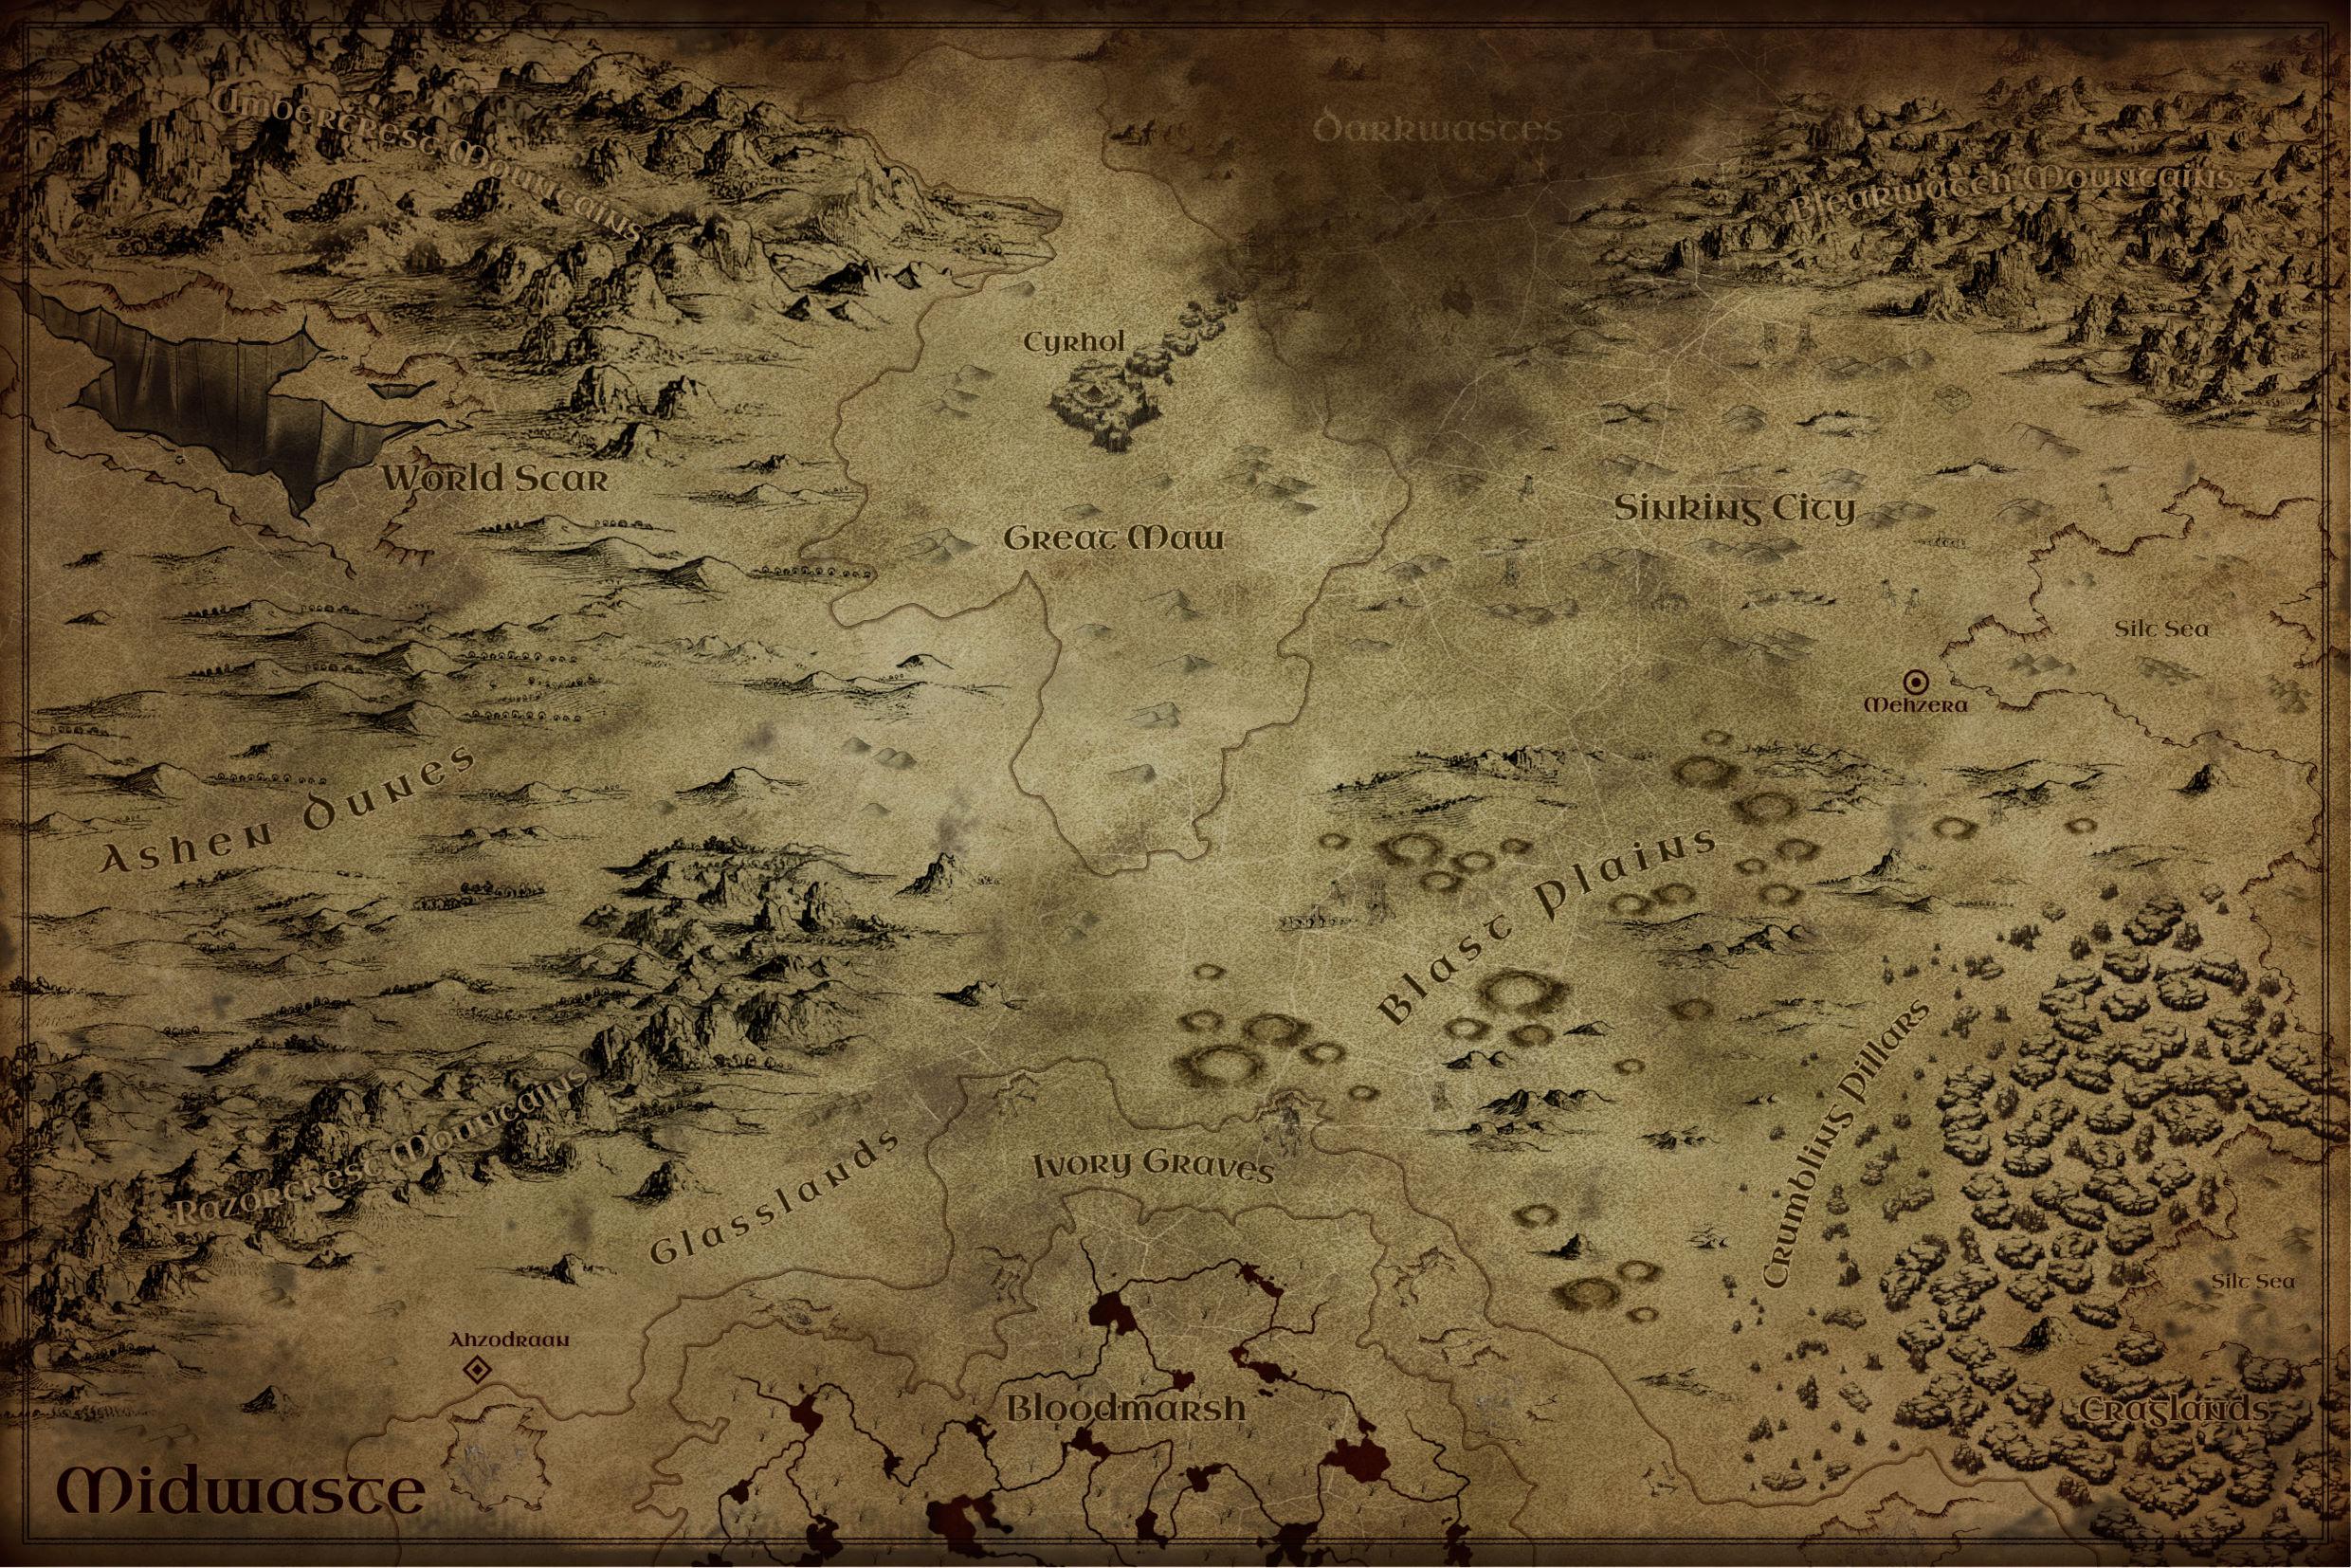 Umbercrest Mountains
Darkwastes
Blearwatch Mountains
Cyrhol
World Scar
Great Maw
Sinking City
Silt Sea
Mehzera
Ashen Dunes
Blast Plains
Crumbling Pillars
Razorcrest Mountains
Glasslands
Ivory Graves
Silt Sea
Ahzodraan
Bloodmarsh
Craglands
Midwaste